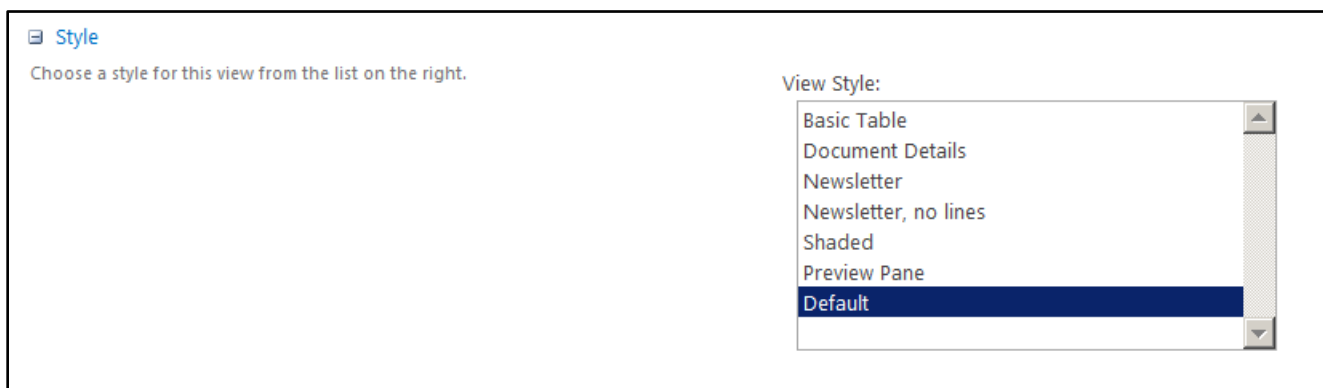 Style
Choose a style for this view from the list on the right.
View Style:
Basic Table
Document Details
Newsletter
Newsletter, no lines
Shaded
Preview Pane
Default